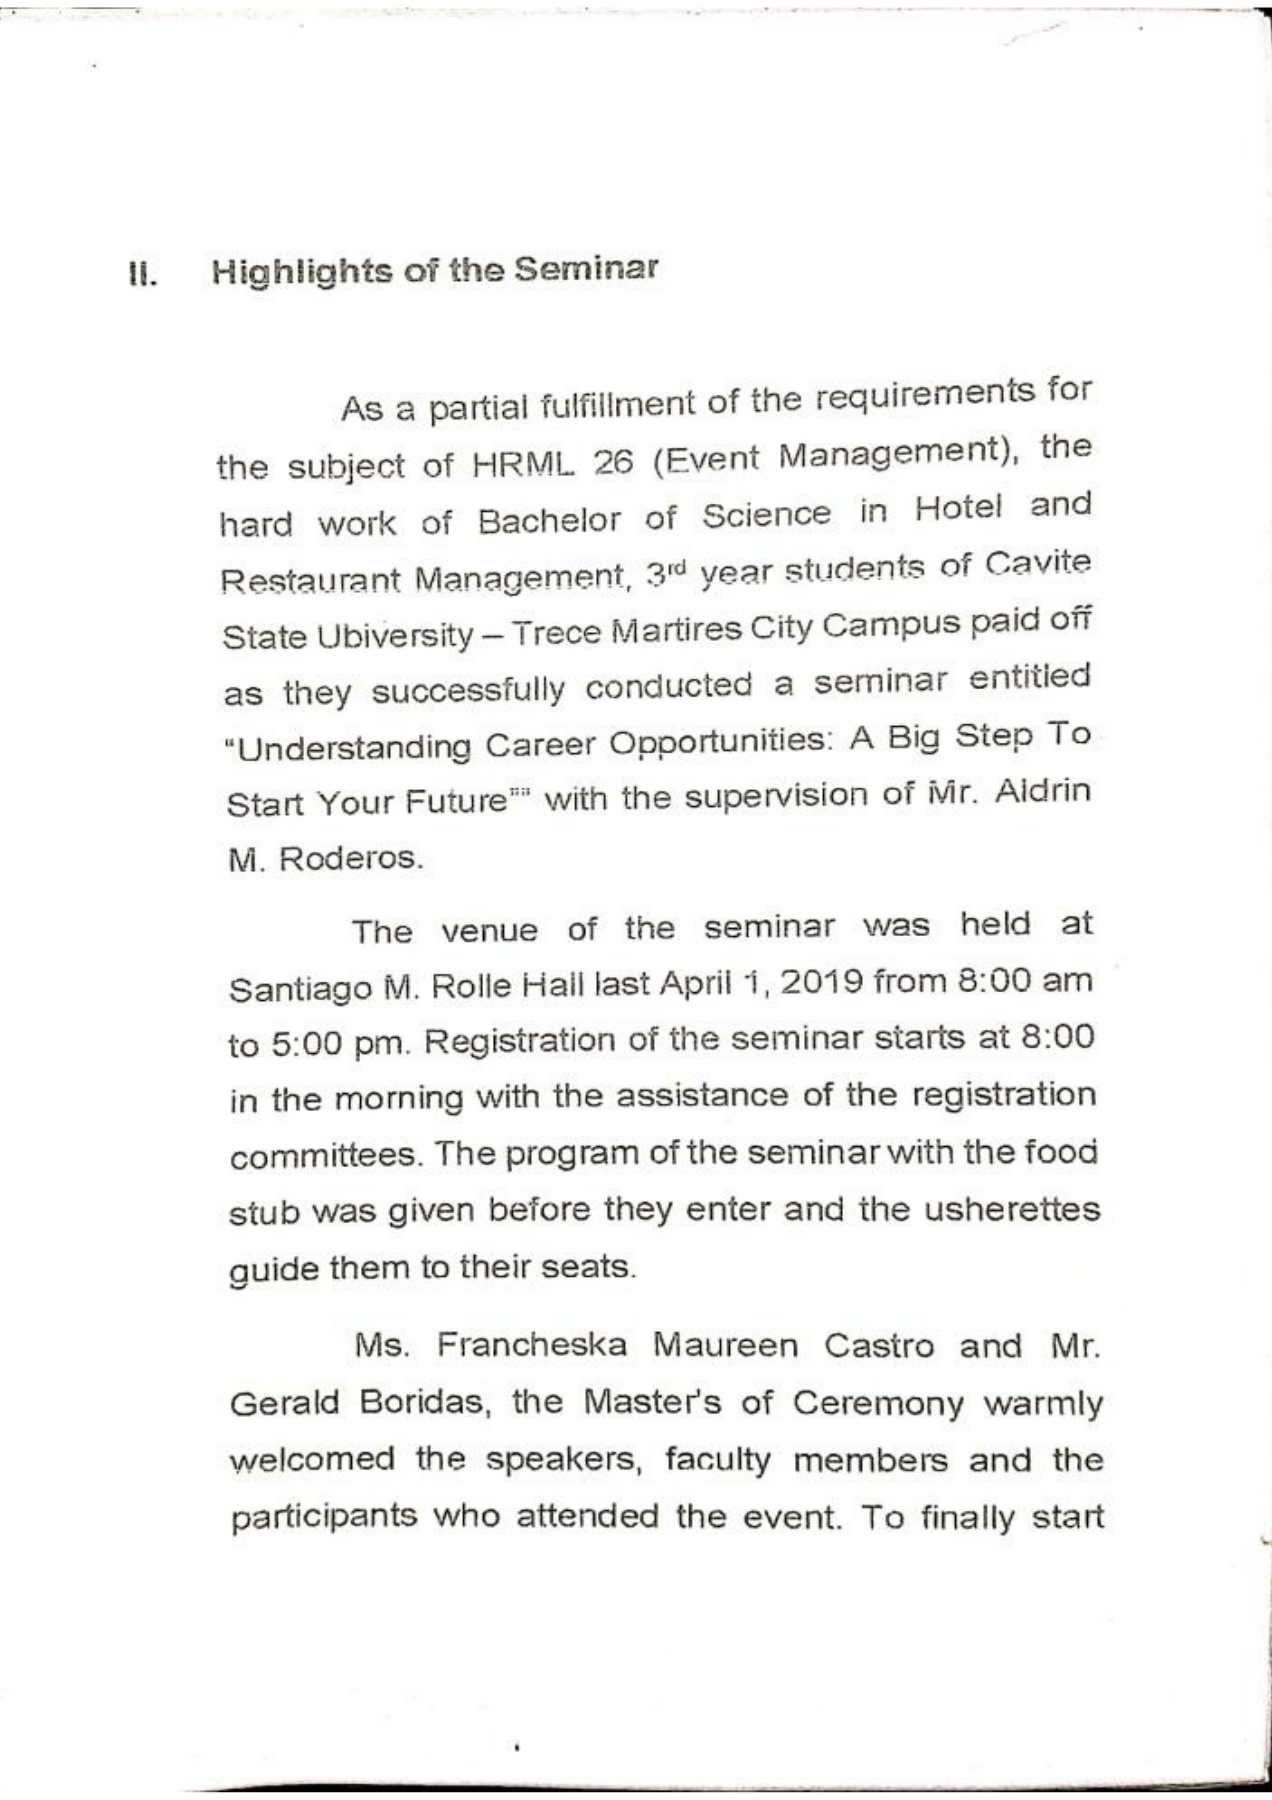 II. Highlights of the Seminar
As a partial fulfillment of the requirements for
the subject of HRML 26 (Event Management), the
hard work of Bachelor of Science in Hotel and
Restaurant Management, 3rd year students of Cavite
State Ubiversity – Trece Martires City Campus paid off
as they successfully conducted a seminar entitled
“Understanding Career Opportunities: A Big Step To
Start Your Future”” with the supervision of Mr. Aldrin
M. Roderos.
The venue of the seminar was held at
Santiago M. Rolle Hall last April 1, 2019 from 8:00 am
to 5:00 pm. Registration of the seminar starts at 8:00
in the morning with the assistance of the registration
committees. The program of the seminar with the food
stub was given before they enter and the usherettes
guide them to their seats.
Ms. Francheska Maureen Castro and Mr.
Gerald Boridas, the Master's of Ceremony warmly
welcomed the speakers, faculty members and the
participants who attended the event. To finally start